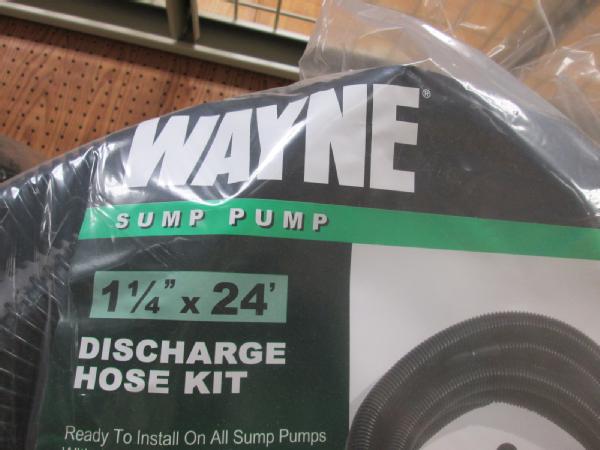 WAYNE®
SUMP PUMP
1¼" x 24'
DISCHARGE
HOSE KIT
Ready To Install On All Sump Pumps